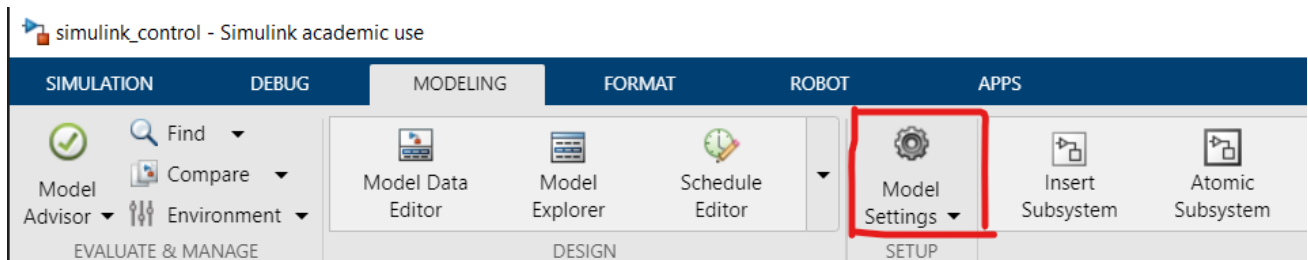 simulink_control - Simulink academic use
SIMULATION DEBUG MODELING FORMAT ROBOT APPS
Model
Advisor
Find
Compare
Environment
Model Data
Editor
Model
Explorer
Schedule
Editor
Model
Settings
Insert
Subsystem
Atomic
Subsystem
EVALUATE & MANAGE DESIGN SETUP